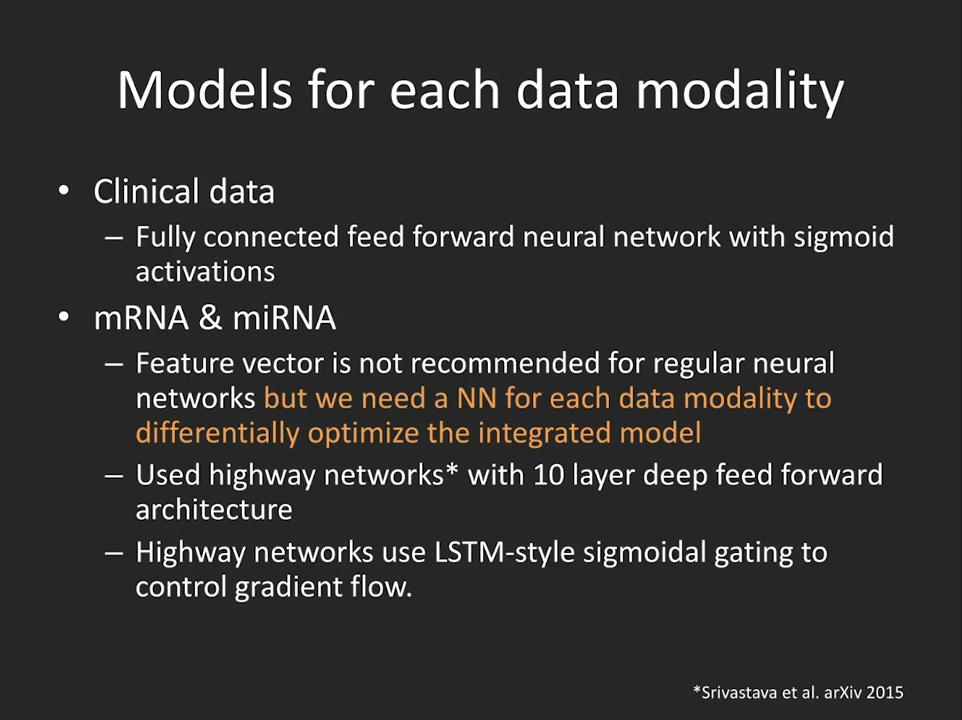 Models for each data modality
• Clinical data
– Fully connected feed forward neural network with sigmoid
activations
• mRNA & miRNA
– Feature vector is not recommended for regular neural
networks but we need a NN for each data modality to
differentially optimize the integrated model
– Used highway networks* with 10 layer deep feed forward
architecture
– Highway networks use LSTM-style sigmoidal gating to
control gradient flow.
*Srivastava et al. arXiv 2015